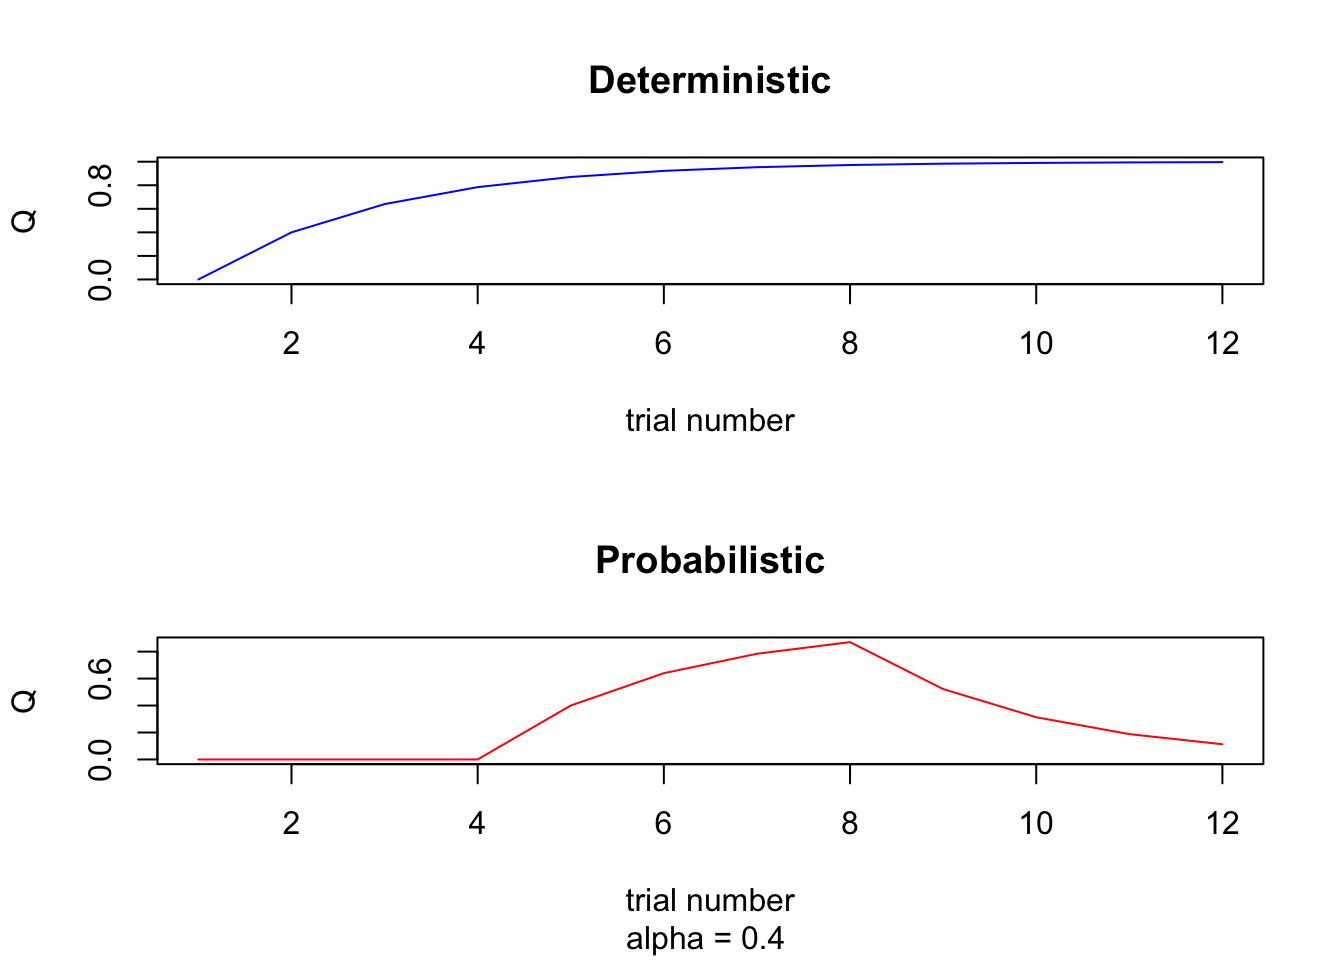 Deterministic
Q
0.8
0.0
2 4 6 8 10 12
trial number
Probabilistic
Q
0.6
0.0
2 4 6 8 10 12
trial number
alpha = 0.4